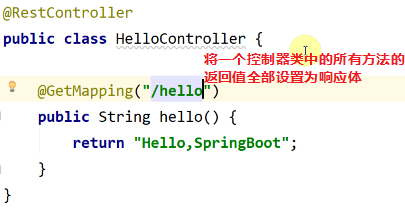 @RestController
public class HelloController {
将一个控制器类中的所有方法的
返回值全部设置为响应体
@GetMapping("/hello")
public String hello() {
return "Hello,SpringBoot";
}
}